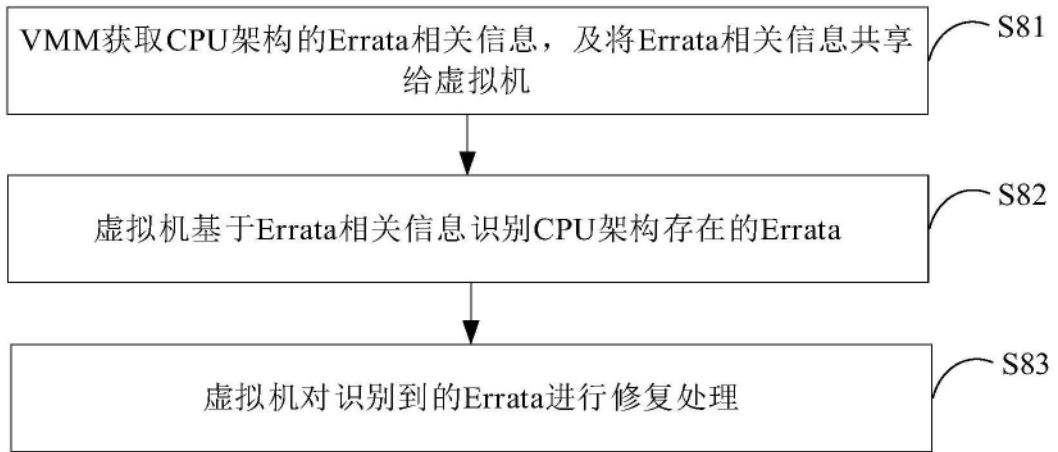 VMM获取CPU架构的Errata相关信息，及将Errata相关信息共享
给虚拟机
S81
虚拟机基于Errata相关信息识别CPU架构存在的Errata
S82
虚拟机对识别到的Errata进行修复处理
S83